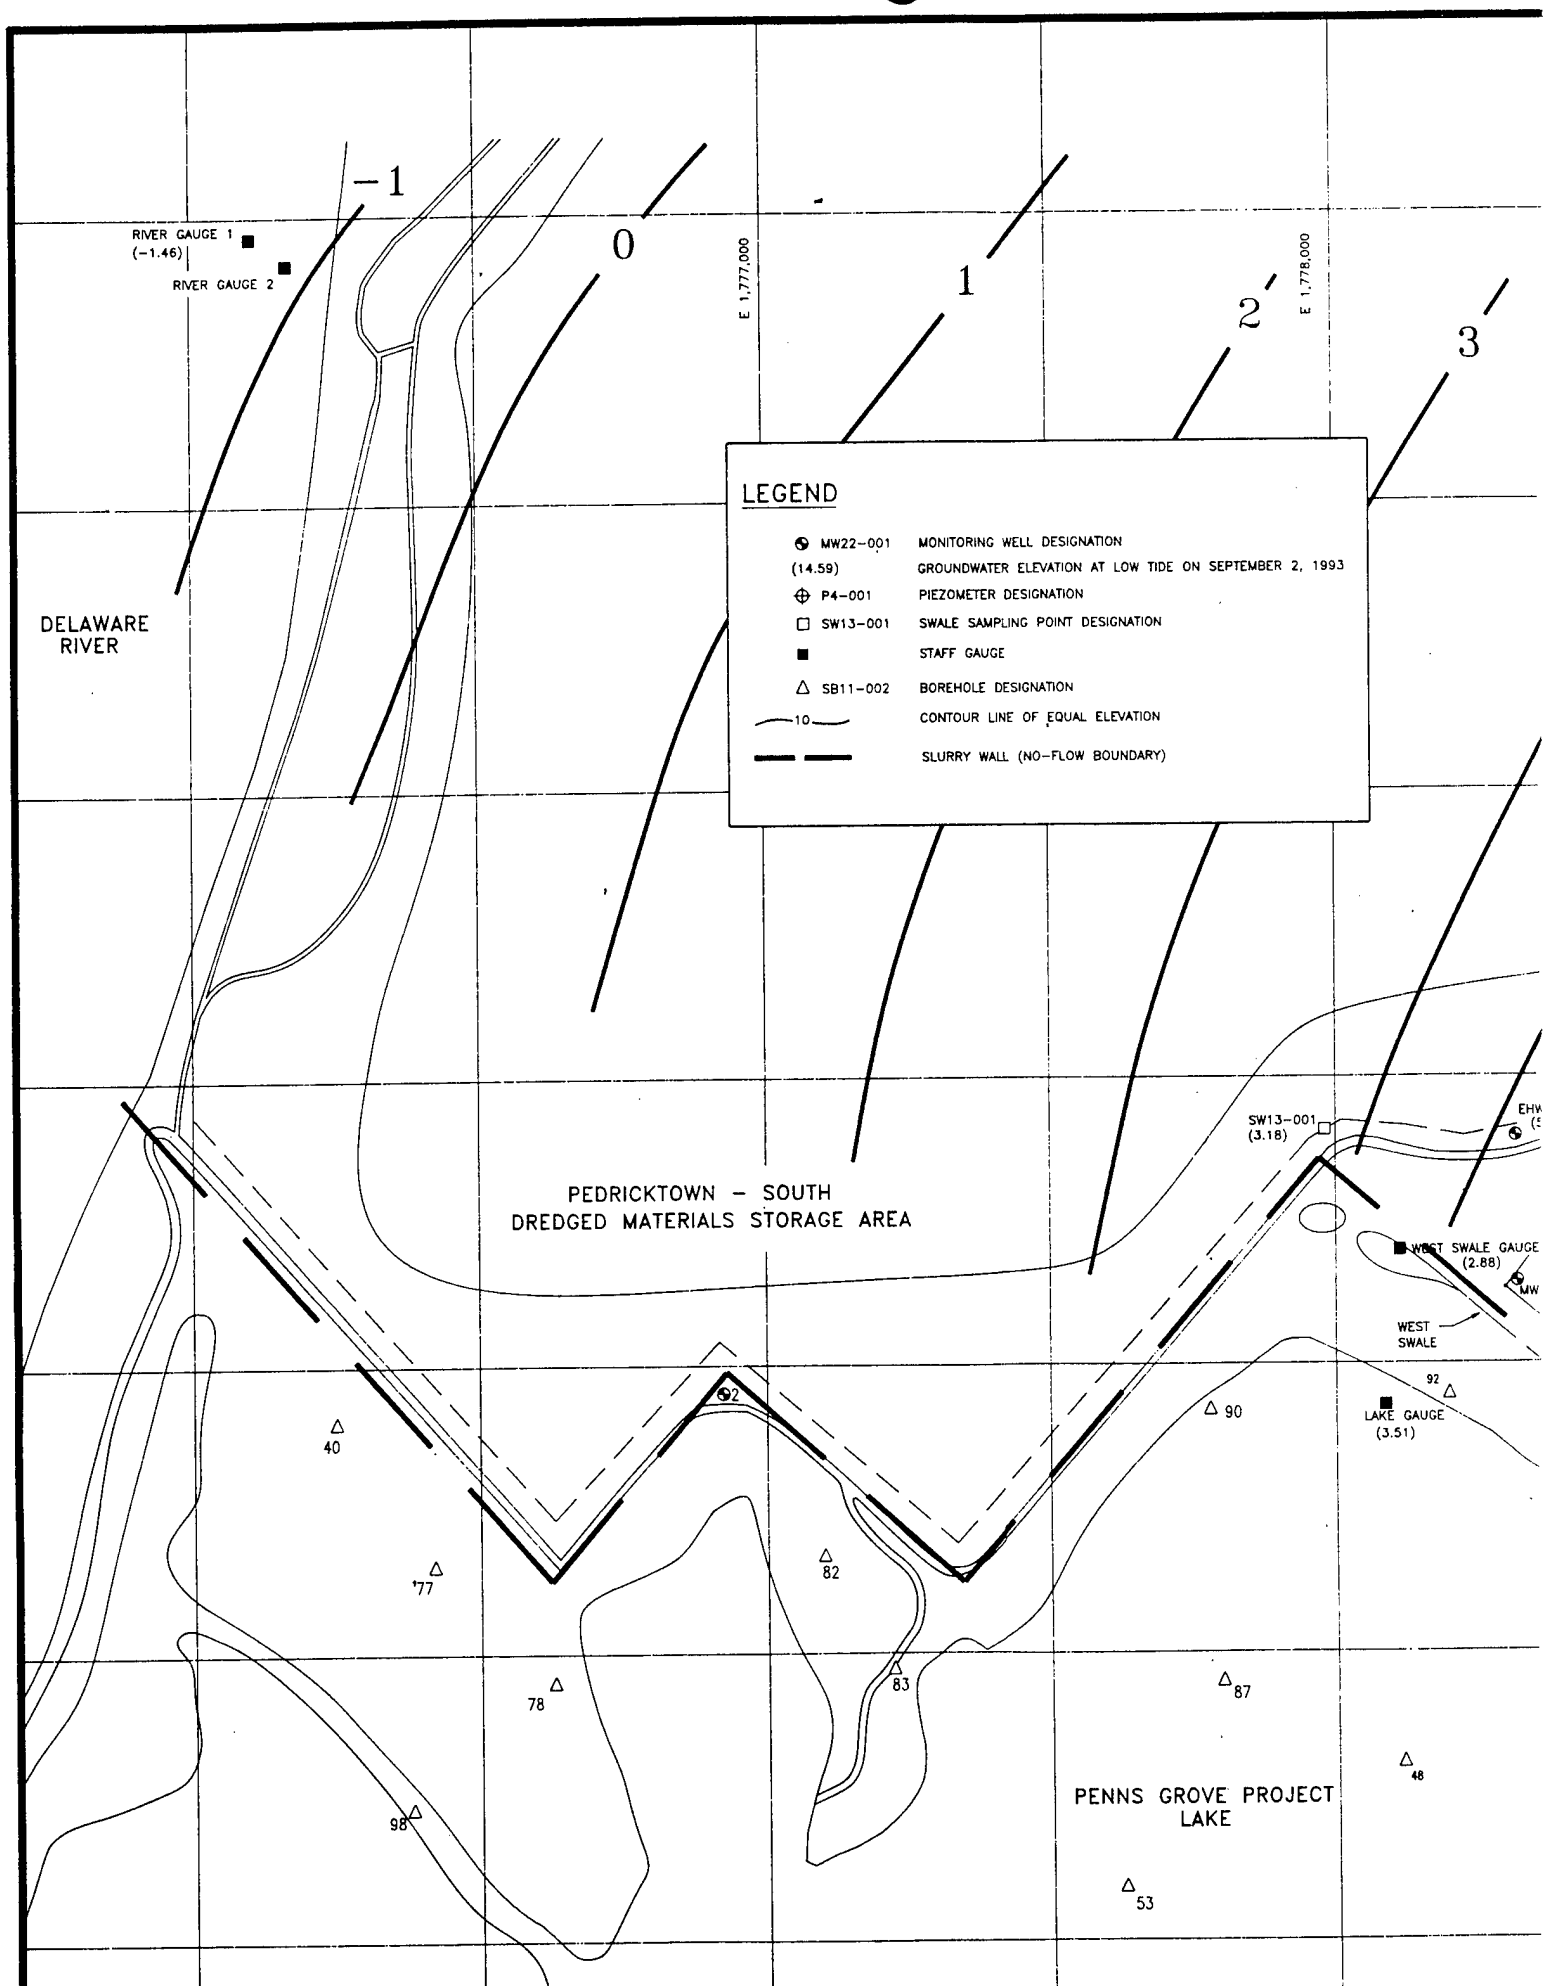 -1
RIVER GAUGE 1
(-1.46)
RIVER GAUGE 2
0
E 1,777,000
1
E 1,778,000
2
3
LEGEND
MW22-001 MONITORING WELL DESIGNATION
(14.59) GROUNDWATER ELEVATION AT LOW TIDE ON SEPTEMBER 2, 1993
P4-001 PIEZOMETER DESIGNATION
SW13-001 SWALE SAMPLING POINT DESIGNATION
STAFF GAUGE
SB11-002 BOREHOLE DESIGNATION
10 CONTOUR LINE OF EQUAL ELEVATION
SLURRY WALL (NO-FLOW BOUNDARY)
DELAWARE
RIVER
SW13-001
(3.18)
EHW
(5
PEDRICKTOWN - SOUTH
DREDGED MATERIALS STORAGE AREA
WEST SWALE GAUGE
(2.88)
MW
WEST
SWALE
92
2
90
LAKE GAUGE
(3.51)
40
77
82
78
83
87
48
PENNS GROVE PROJECT
LAKE
98
53